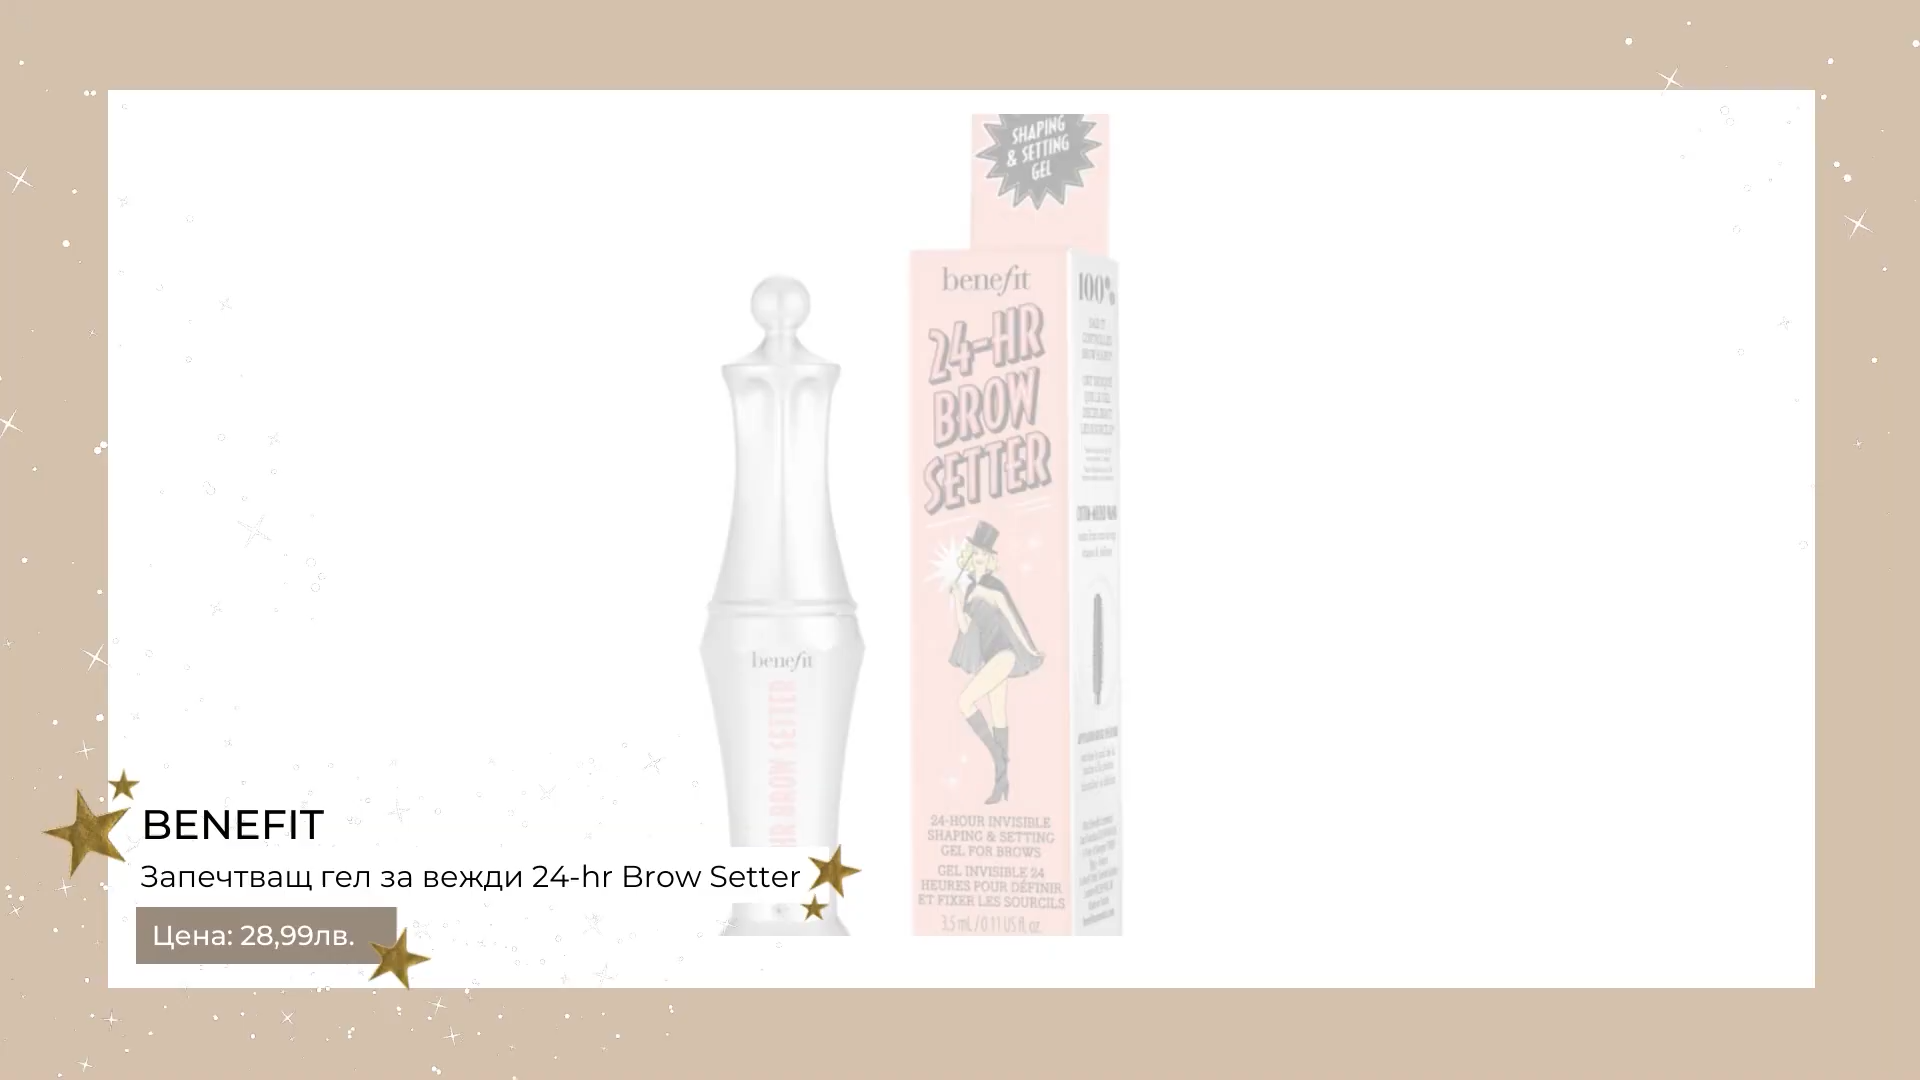 SHAPING
& SETTING
GEL
benefit
24-HR
BROW
SETTER
100%
24-HOUR INVISIBLE
SHAPING & SETTING
GEL FOR BROWS
GEL INVISIBLE 24
HEURES POUR DÉFINIR
ET FIXER LES SOURCILS
3.5 mL / 0.11 US fl. oz.
benefit
HR BROW SETTER
BENEFIT
Запечтващ гел за вежди 24-hr Brow Setter
Цена: 28,99лв.